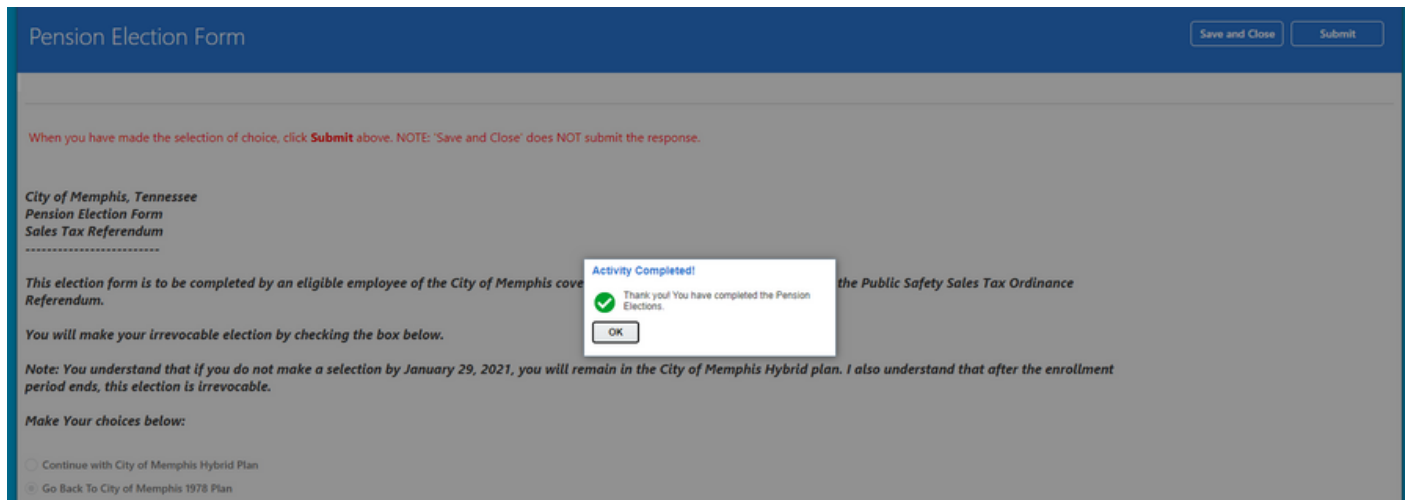 Pension Election Form
Save and Close
Submit
When you have made the selection of choice, click Submit above. NOTE: 'Save and Close' does NOT submit the response.
City of Memphis, Tennessee
Pension Election Form
Sales Tax Referendum
-------------------------
This election form is to be completed by an eligible employee of the City of Memphis cove
the Public Safety Sales Tax Ordinance
Referendum.
Activity Completed!
Thank you! You have completed the Pension
Elections.
OK
You will make your irrevocable election by checking the box below.
Note: You understand that if you do not make a selection by January 29, 2021, you will remain in the City of Memphis Hybrid plan. I also understand that after the enrollment
period ends, this election is irrevocable.
Make Your choices below:
Continue with City of Memphis Hybrid Plan
Go Back To City of Memphis 1978 Plan